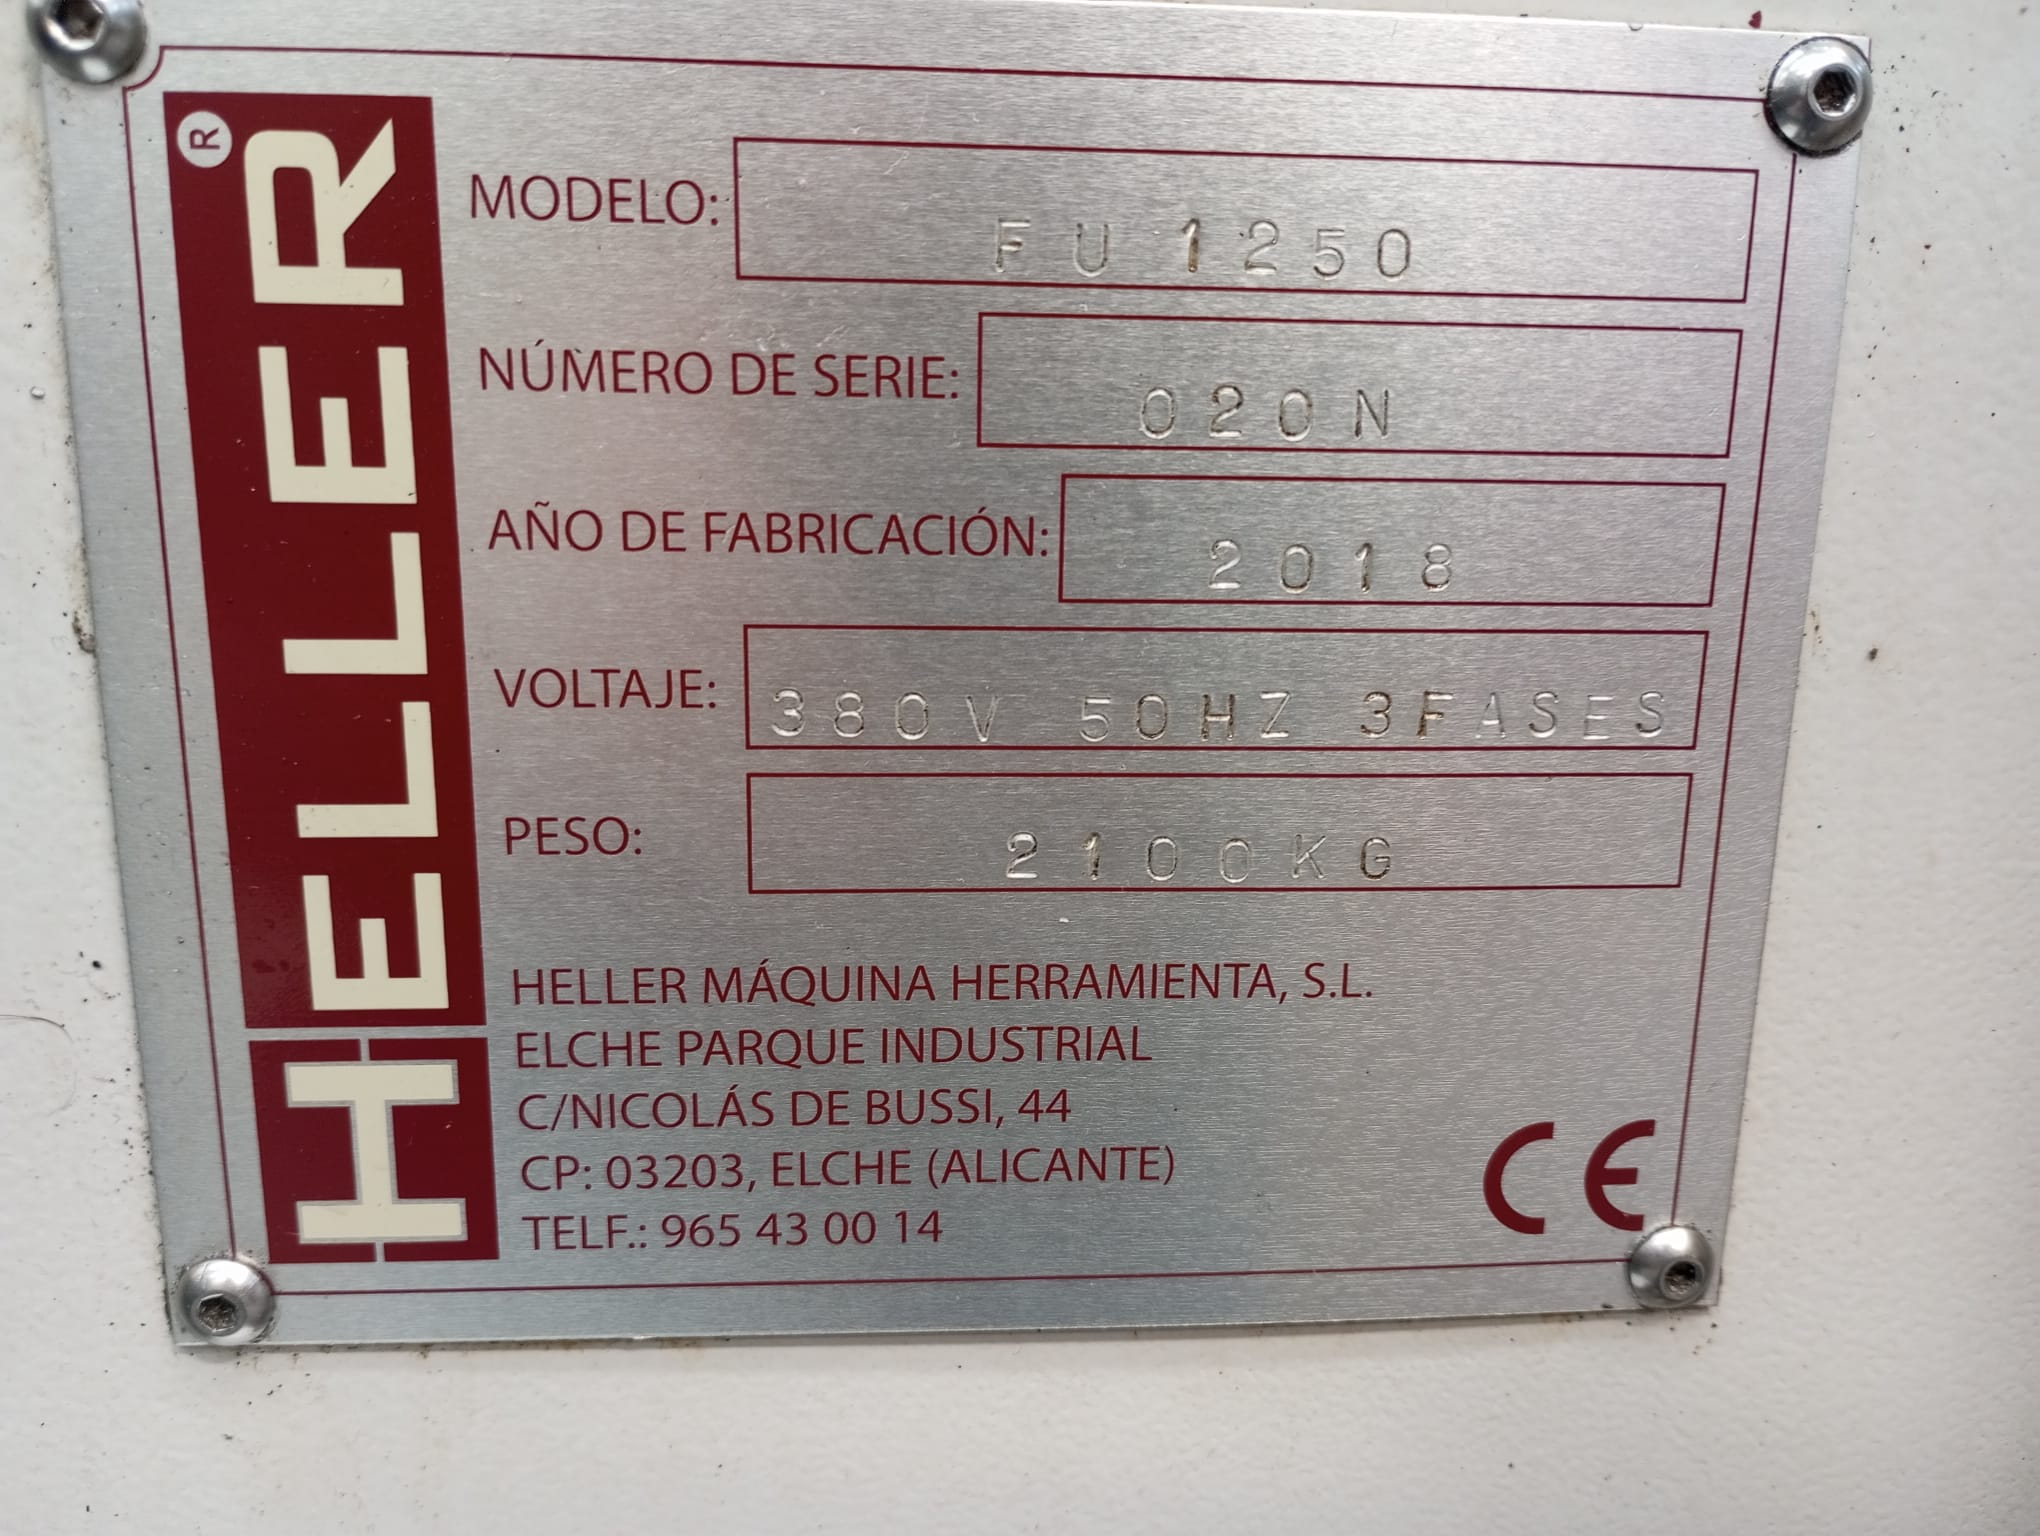 HELLER®
MODELO: FU 1250
NÚMERO DE SERIE: 020N
AÑO DE FABRICACIÓN: 2018
VOLTAJE: 380V 50HZ 3FASES
PESO: 2100KG
HELLER MÁQUINA HERRAMIENTA, S.L.
ELCHE PARQUE INDUSTRIAL
C/NICOLÁS DE BUSSI, 44
CP: 03203, ELCHE (ALICANTE)
TELF.: 965 43 00 14
CE